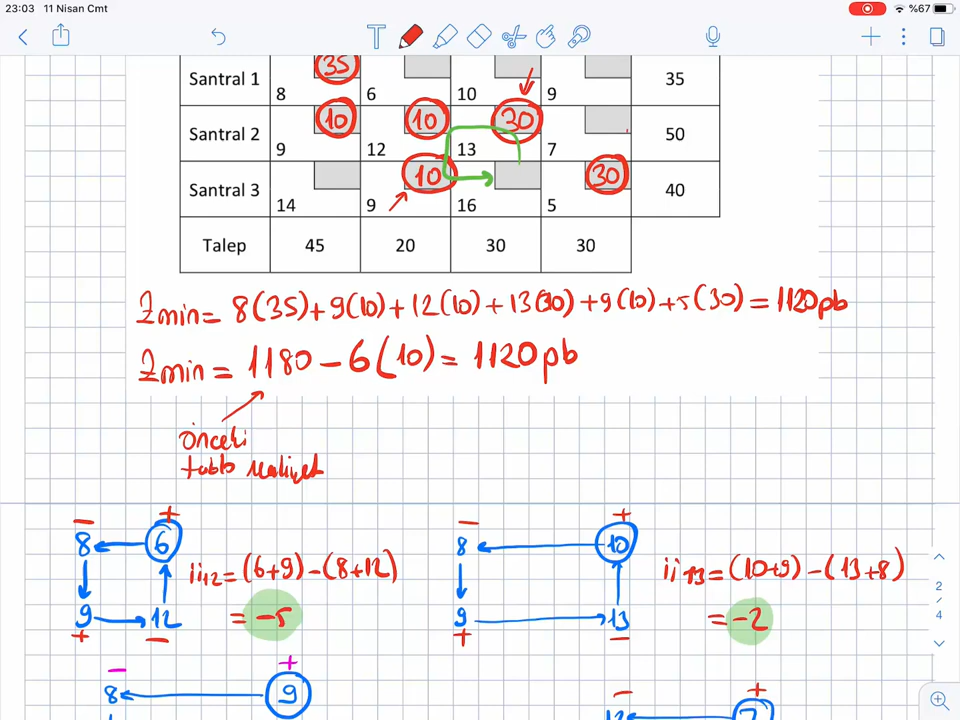 23:03 11 Nisan Cmt %67
35
Santral 1 8 6 10 9 35
10 10 30
Santral 2 9 12 13 7 50
10 30
Santral 3 14 9 16 5 40
Talep 45 20 30 30
Zmin= 8(35)+9(10)+12(10)+13(30)+9(10)+5(30)=1120pb
Zmin = 1180-6(10)= 1120pb
önceki
tablo maliyet
- + - +
8 6 ii12=(6+9)-(8+12) 8 10 ii13=(10+9)-(13+8)
9 12 = -5 9 13 = -2
+ - + -
2
4
- + - +
8 9 12 7